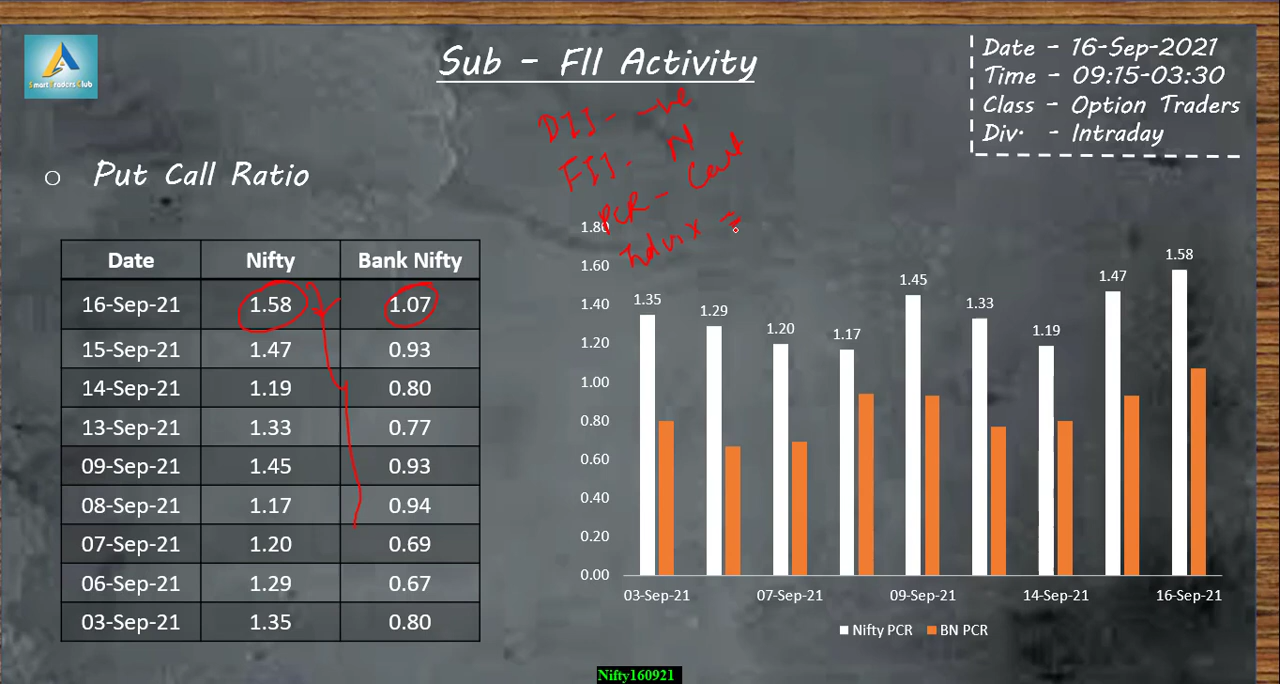 Smart Traders Club
Sub - FII Activity
Date - 16-Sep-2021
Time - 09:15-03:30
Class - Option Traders
Div. - Intraday
DII - -ve
FII - N
PCR - Caut
Put Call Ratio
Date Nifty Bank Nifty
16-Sep-21 1.58 1.07
15-Sep-21 1.47 0.93
14-Sep-21 1.19 0.80
13-Sep-21 1.33 0.77
09-Sep-21 1.45 0.93
08-Sep-21 1.17 0.94
07-Sep-21 1.20 0.69
06-Sep-21 1.29 0.67
03-Sep-21 1.35 0.80
1.80
1.60
1.40
1.20
1.00
0.80
0.60
0.40
0.20
0.00
1.35 1.29 1.20 1.17 1.45 1.33 1.19 1.47 1.58
03-Sep-21 07-Sep-21 09-Sep-21 14-Sep-21 16-Sep-21
Nifty PCR BN PCR
Nifty160921